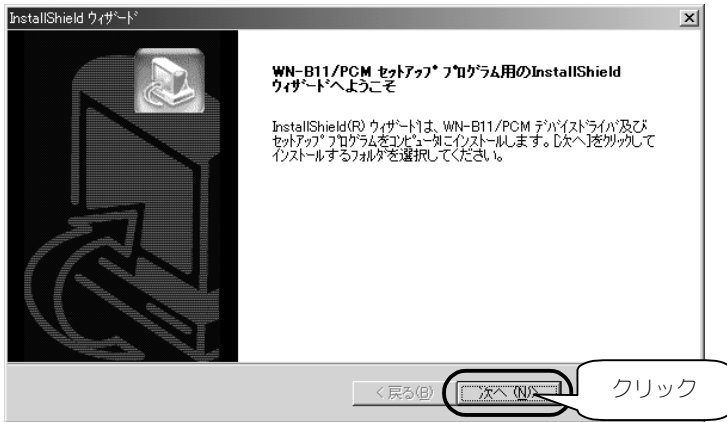 InstallShield ウィザード
WN-B11/PCM セットアップ プログラム用のInstallShield
ウィザードへようこそ
InstallShield(R) ウィザードは、WN-B11/PCM デバイスドライバ及び
セットアップ プログラムをコンピュータにインストールします。[次へ]をクリックして
インストールするフォルダを選択してください。
< 戻る(B)
次へ (N)>
クリック